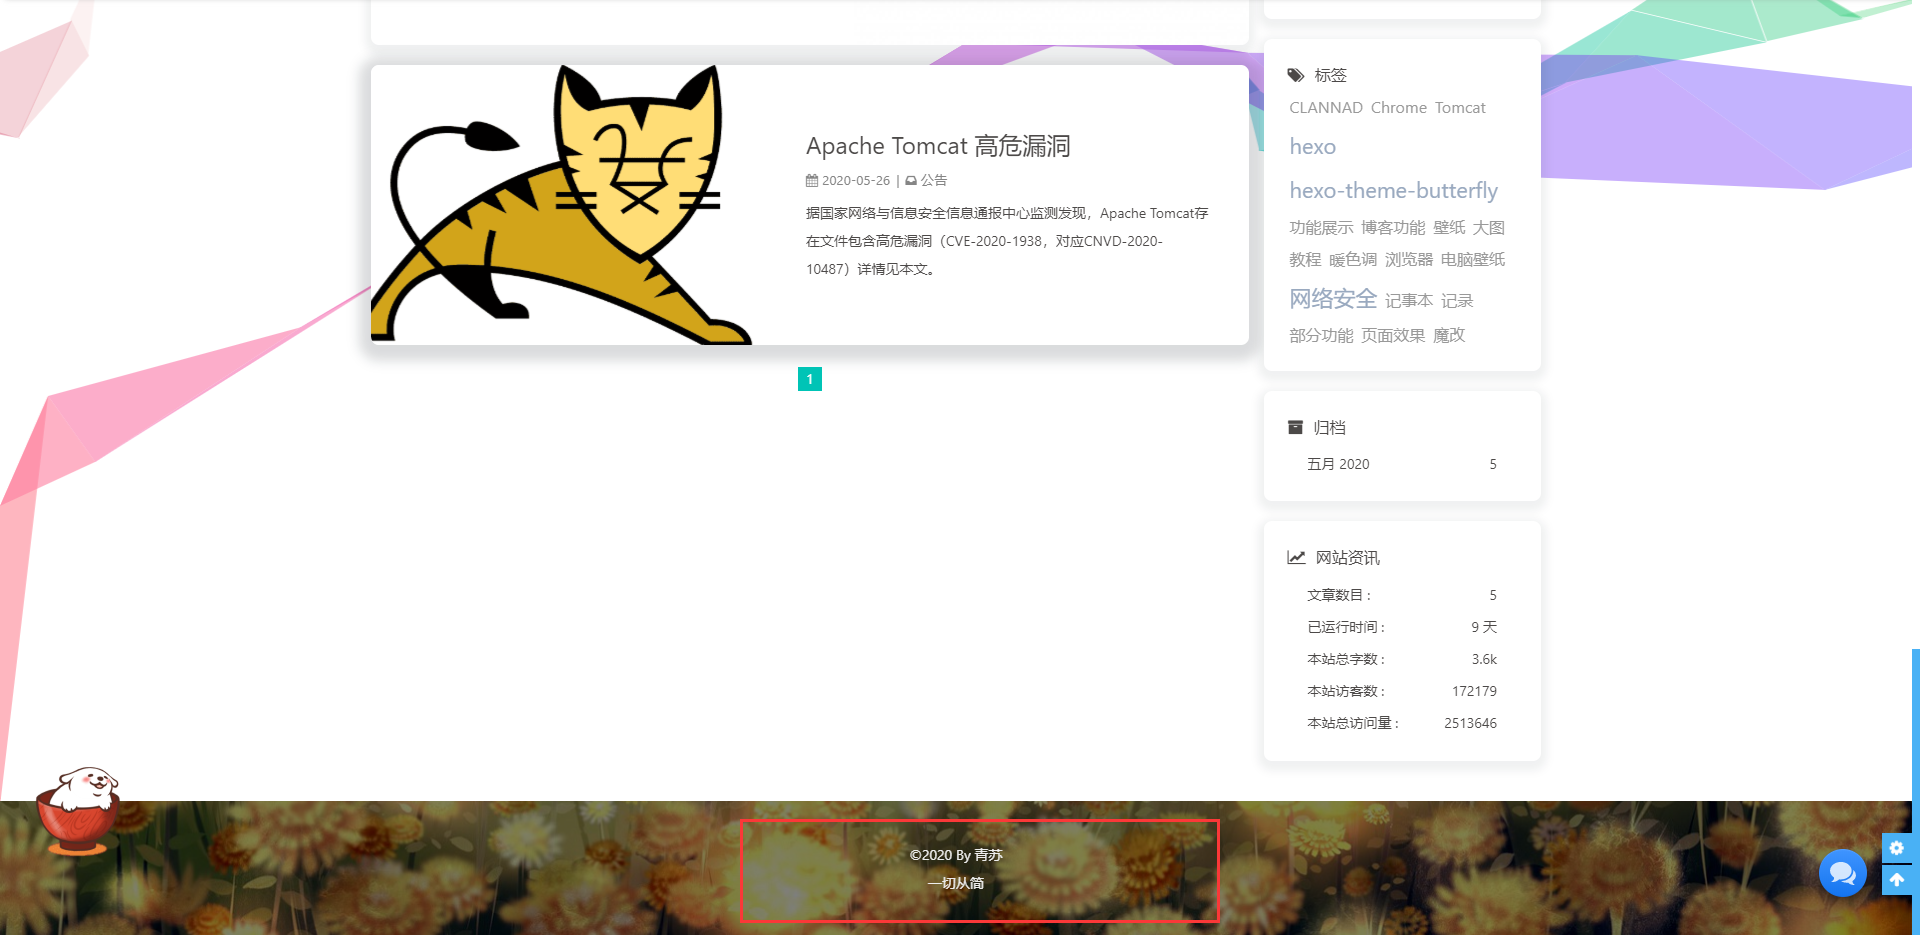 Apache Tomcat 高危漏洞
2020-05-26 | 公告
据国家网络与信息安全信息通报中心监测发现，Apache Tomcat存
在文件包含高危漏洞（CVE-2020-1938，对应CNVD-2020-
10487）详情见本文。
1
标签
CLANNAD Chrome Tomcat
hexo
hexo-theme-butterfly
功能展示 博客功能 壁纸 大图
教程 暖色调 浏览器 电脑壁纸
网络安全 记事本 记录
部分功能 页面效果 魔改
归档
五月 2020 5
网站资讯
文章数目 : 5
已运行时间 : 9 天
本站总字数 : 3.6k
本站访客数 : 172179
本站总访问量 : 2513646
©2020 By 青苏
一切从简